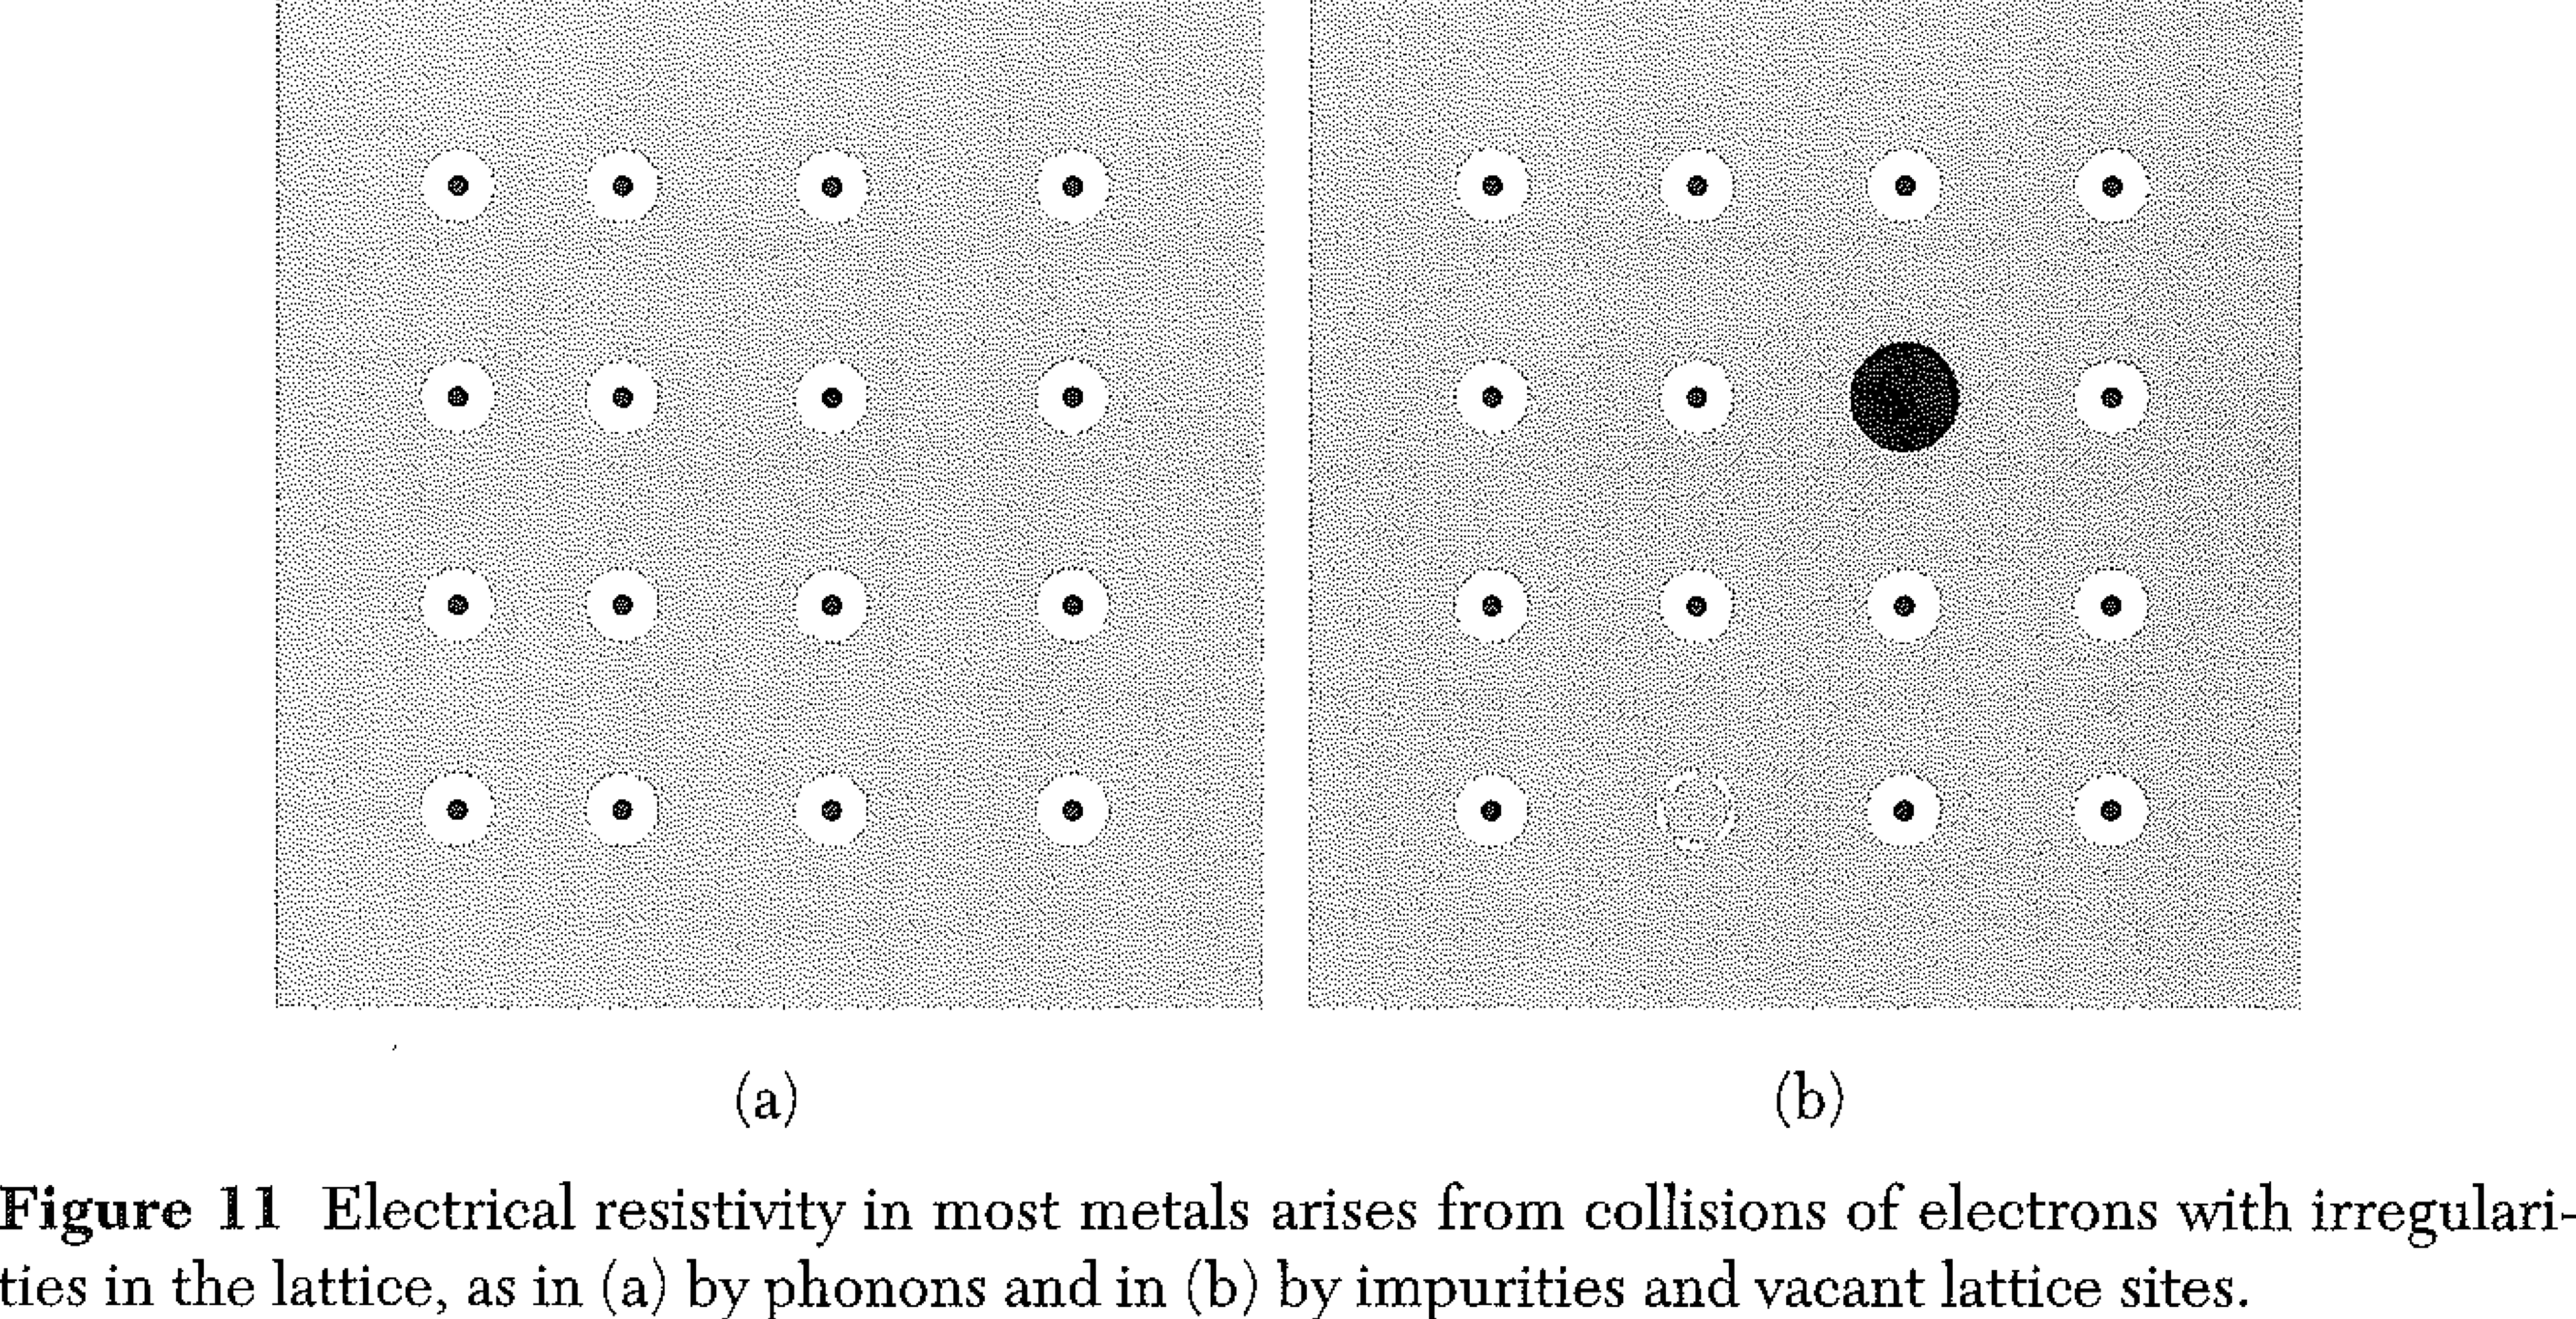 (a)
(b)
Figure 11 Electrical resistivity in most metals arises from collisions of electrons with irregulari-
ties in the lattice, as in (a) by phonons and in (b) by impurities and vacant lattice sites.